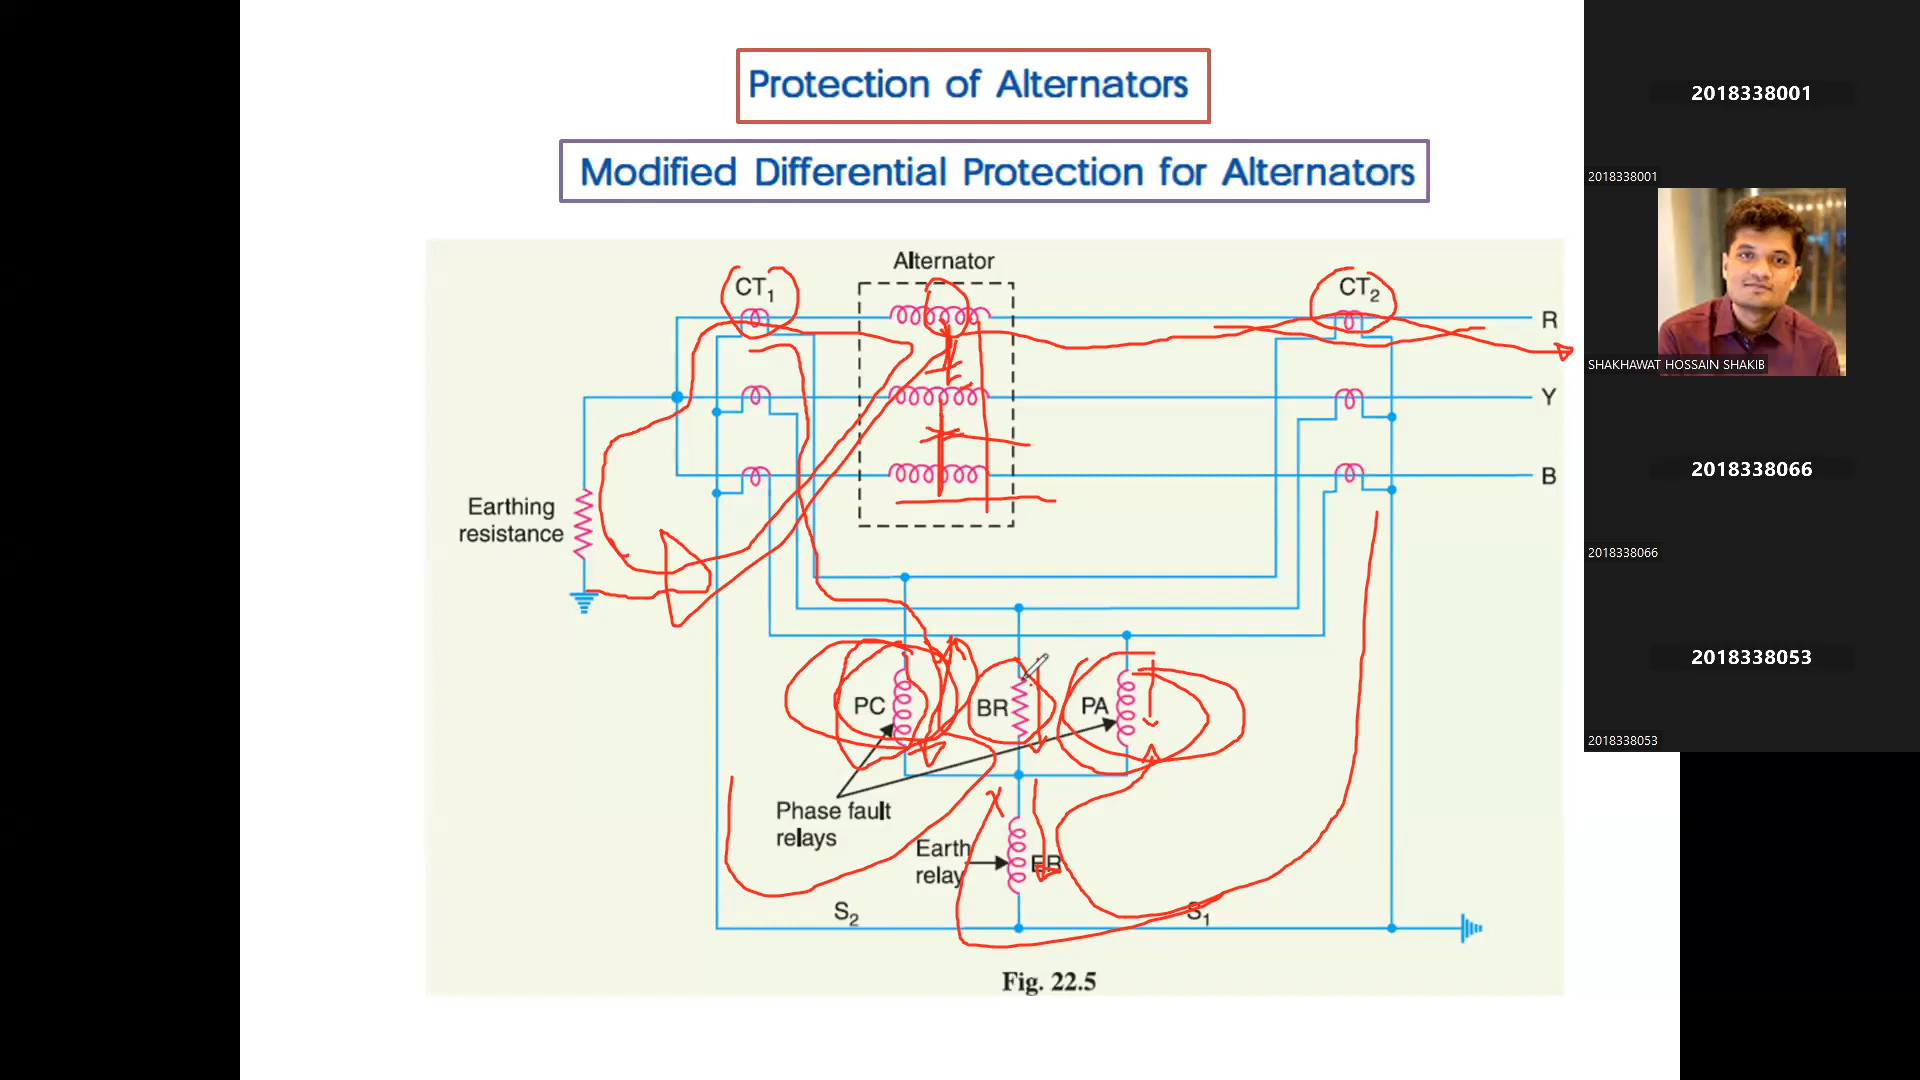 Protection of Alternators
Modified Differential Protection for Alternators
Alternator
CT1
CT2
R
Y
B
Earthing
resistance
PC
BR
PA
Phase fault
relays
Earth
relay
ER
S2
S1
Fig. 22.5
2018338001
2018338001
SHAKHAWAT HOSSAIN SHAKIB
2018338066
2018338066
2018338053
2018338053